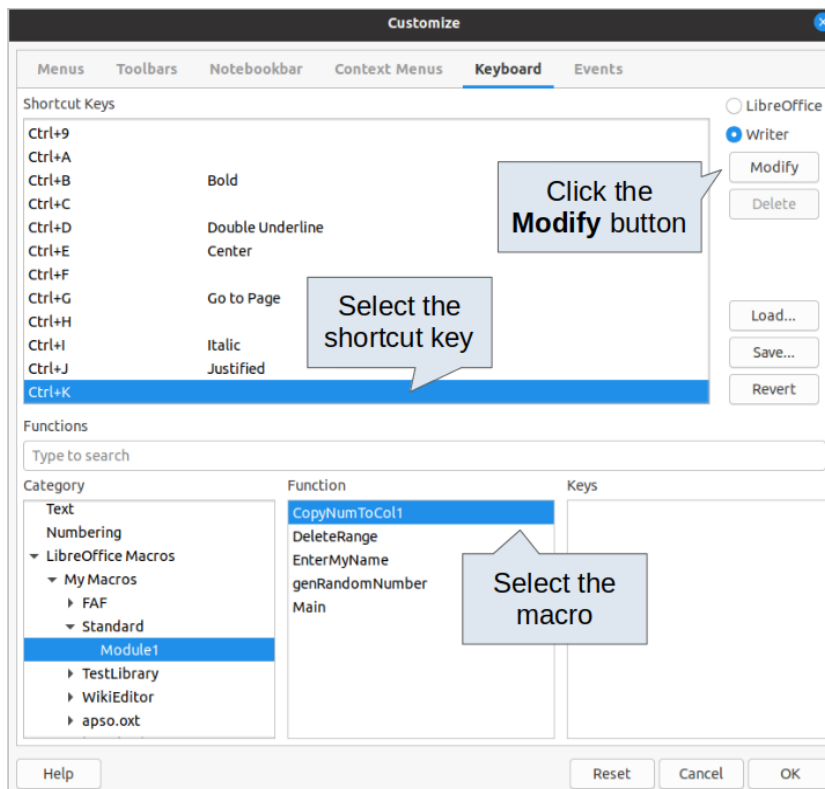 Customize
Menus Toolbars Notebookbar Context Menus Keyboard Events
Shortcut Keys
LibreOffice
Writer
Ctrl+9
Ctrl+A
Ctrl+B Bold
Ctrl+C
Ctrl+D Double Underline
Ctrl+E Center
Ctrl+F
Ctrl+G Go to Page
Ctrl+H
Ctrl+I Italic
Ctrl+J Justified
Ctrl+K
Modify
Delete
Load...
Save...
Revert
Click the
Modify button
Select the
shortcut key
Functions
Type to search
Category
Text
Numbering
LibreOffice Macros
My Macros
FAF
Standard
Module1
TestLibrary
WikiEditor
apso.oxt
Function
CopyNumToCol1
DeleteRange
EnterMyName
genRandomNumber
Main
Keys
Select the
macro
Help Reset Cancel OK